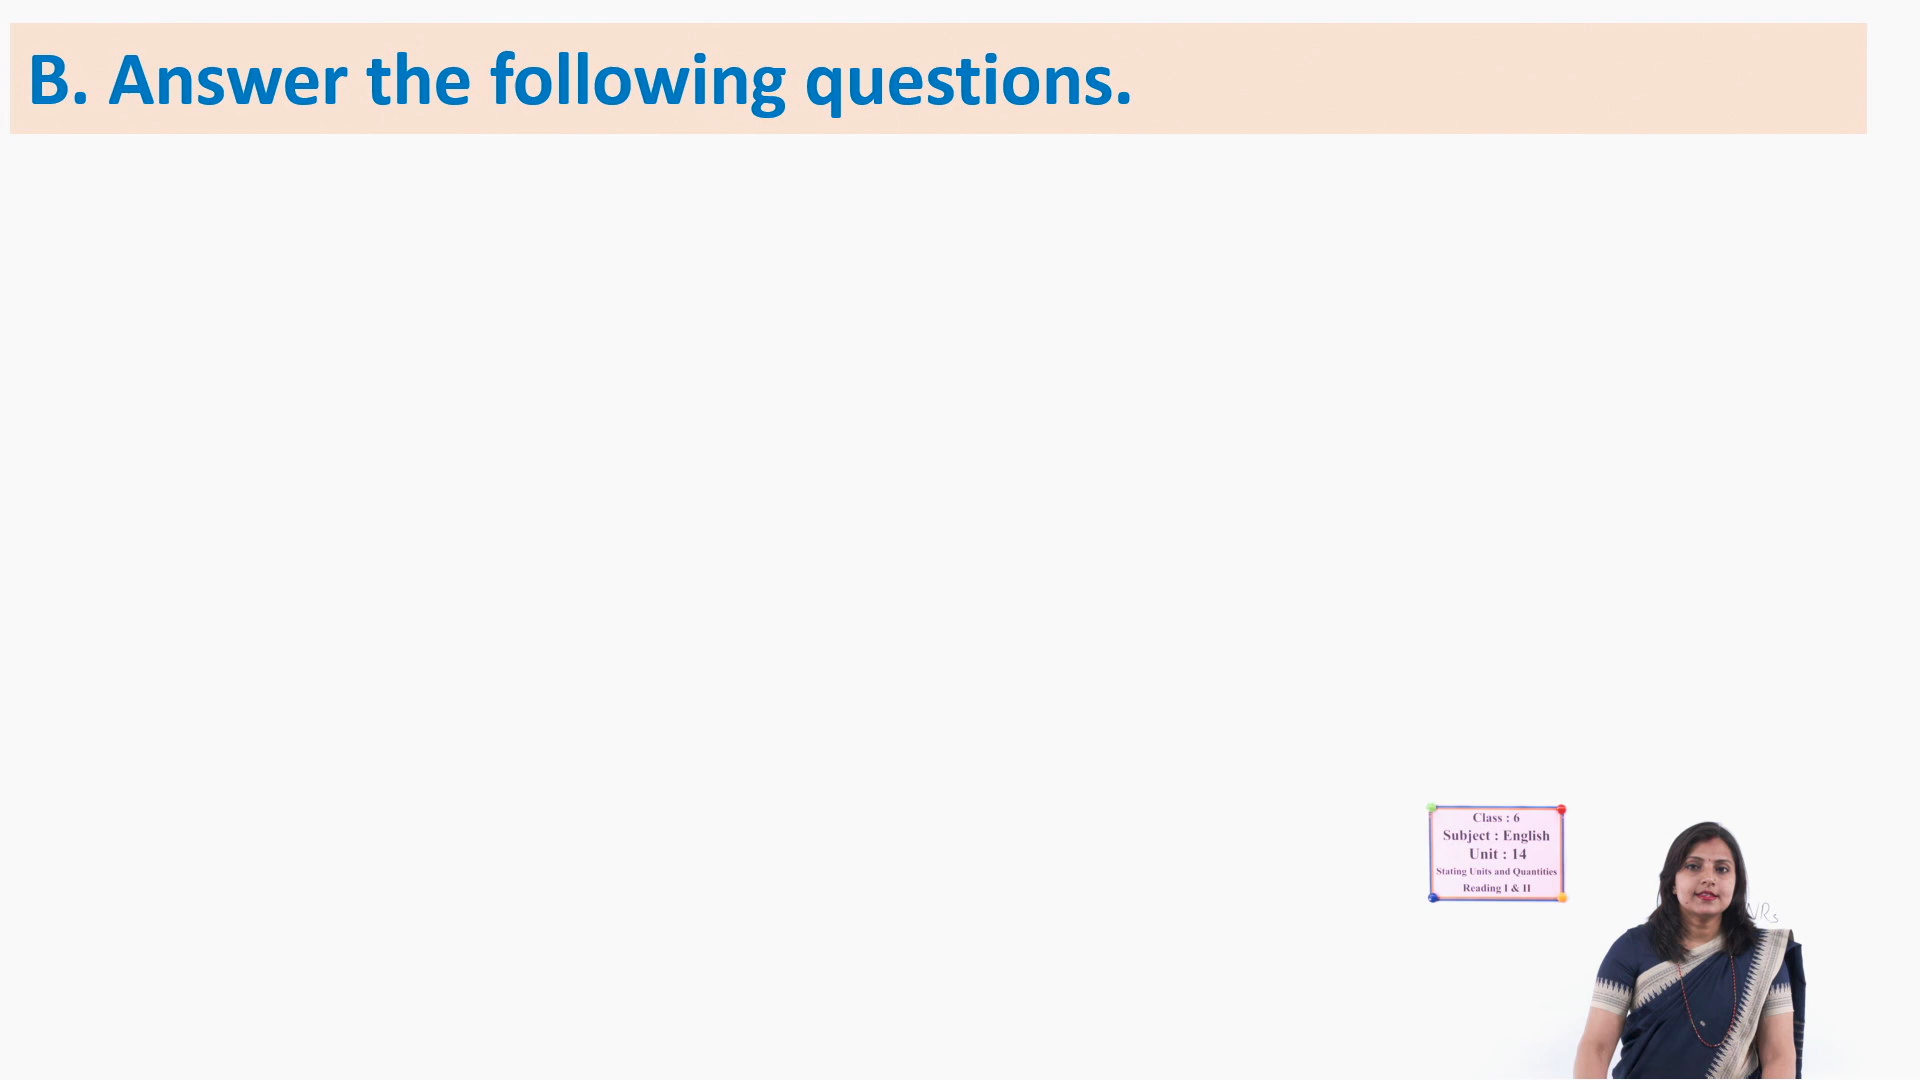 B. Answer the following questions.
Class : 6
Subject : English
Unit : 14
Stating Units and Quantities
Reading I & II